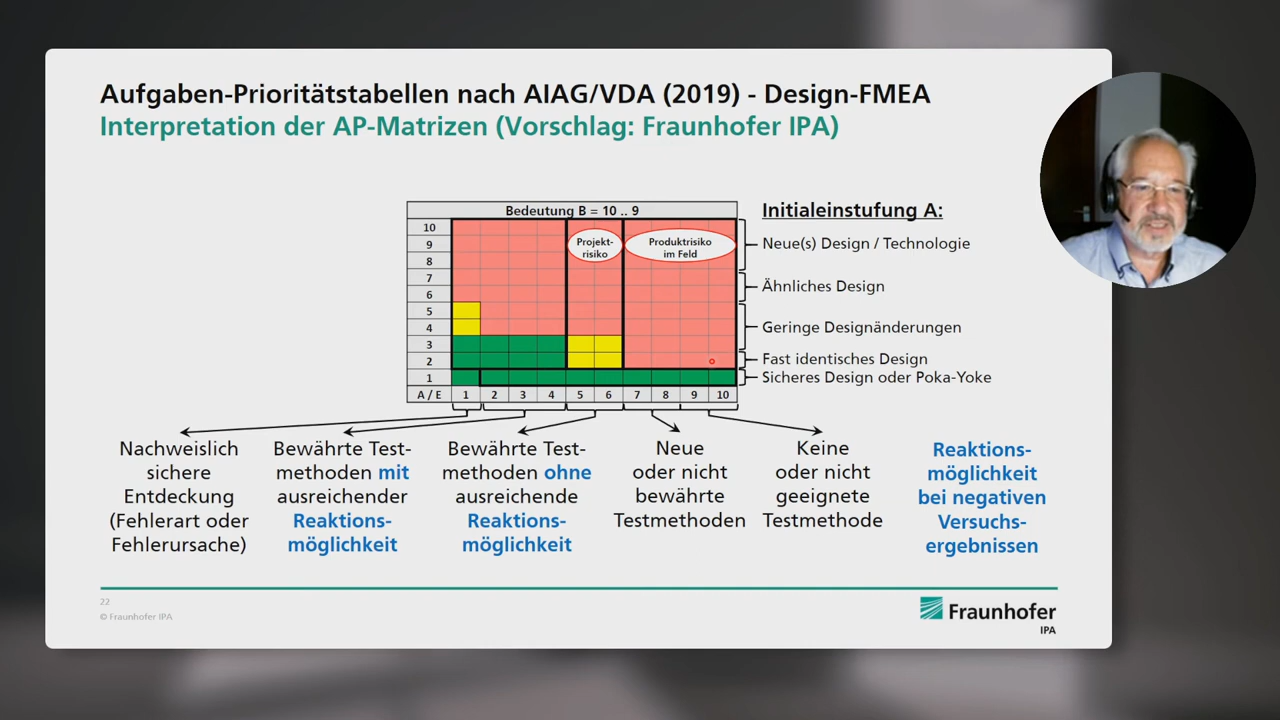 Aufgaben-Prioritätstabellen nach AIAG/VDA (2019) - Design-FMEA
Interpretation der AP-Matrizen (Vorschlag: Fraunhofer IPA)
Bedeutung B = 10 .. 9
10
9
8
7
6
5
4
3
2
1
A / E 1 2 3 4 5 6 7 8 9 10
Projekt-
risiko
Produktrisiko
im Feld
Initialeinstufung A:
Neue(s) Design / Technologie
Ähnliches Design
Geringe Designänderungen
Fast identisches Design
Sicheres Design oder Poka-Yoke
Nachweislich
sichere
Entdeckung
(Fehlerart oder
Fehlerursache)
Bewährte Test-
methoden mit
ausreichender
Reaktions-
möglichkeit
Bewährte Test-
methoden ohne
ausreichende
Reaktions-
möglichkeit
Neue
oder nicht
bewährte
Testmethoden
Keine
oder nicht
geeignete
Testmethode
Reaktions-
möglichkeit
bei negativen
Versuchs-
ergebnissen
22
© Fraunhofer IPA
Fraunhofer
IPA